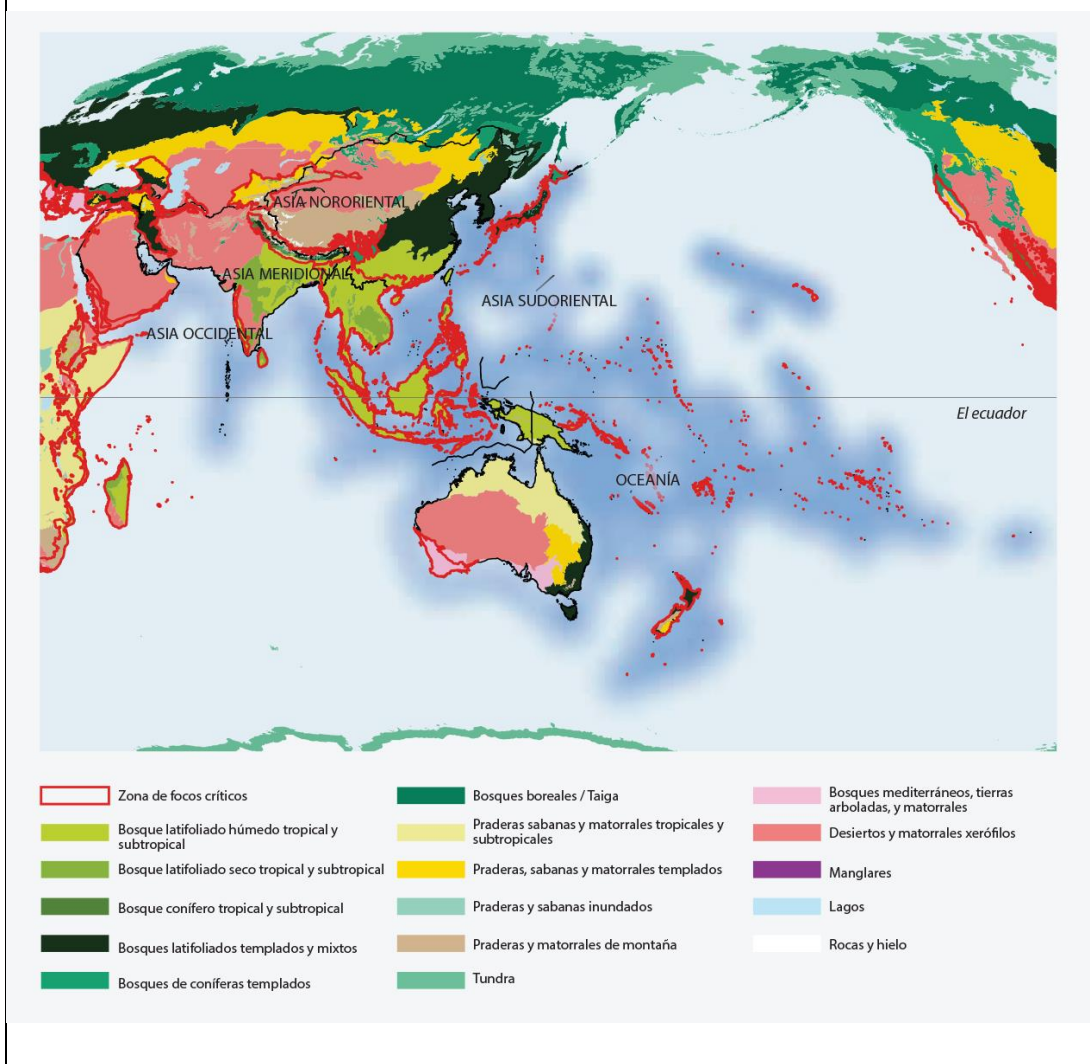 ASIA NORORIENTAL
ASIA MERIDIONAL
ASIA SUDORIENTAL
ASIA OCCIDENTAL
El ecuador
OCEANÍA
Zona de focos críticos
Bosque latifoliado húmedo tropical y
subtropical
Bosque latifoliado seco tropical y subtropical
Bosque conífero tropical y subtropical
Bosques latifoliados templados y mixtos
Bosques de coníferas templados
Bosques boreales / Taiga
Praderas sabanas y matorrales tropicales y
subtropicales
Praderas, sabanas y matorrales templados
Praderas y sabanas inundados
Praderas y matorrales de montaña
Tundra
Bosques mediterráneos, tierras
arboladas, y matorrales
Desiertos y matorrales xerófilos
Manglares
Lagos
Rocas y hielo